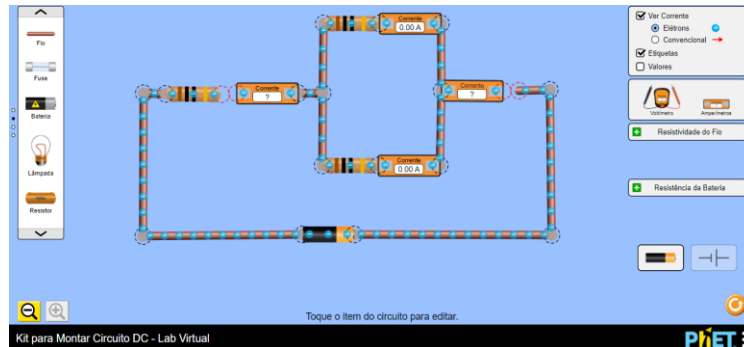 Fio
Fuse
Bateria
Lâmpada
Resistor
Corrente
0.00 A
Corrente
?
Corrente
?
Corrente
0.00 A
Ver Corrente
Elétrons
Convencional
Etiquetas
Valores
Voltímetro
Amperímetros
Resistividade do Fio
Resistência da Bateria
Toque o item do circuito para editar.
Kit para Montar Circuito DC - Lab Virtual
PhET